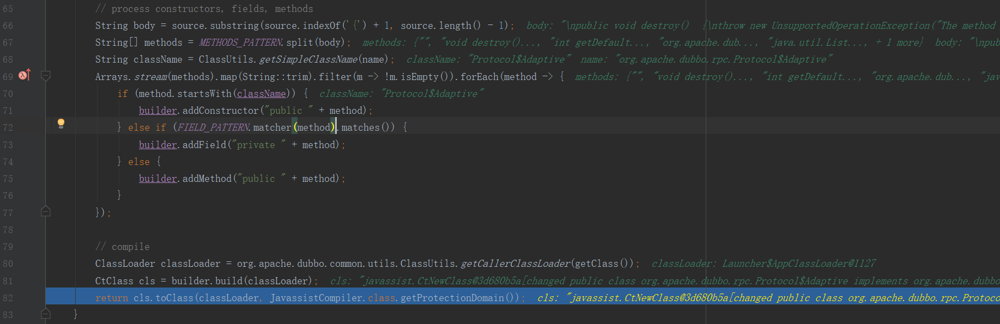 65 // process constructors, fields, methods
66 String body = source.substring(source.indexOf('{') + 1, source.length() - 1); body: "\npublic void destroy() {\nthrow new UnsupportedOperationException("The method
67 String[] methods = METHODS_PATTERN.split(body); methods: {"", "void destroy()..., "int getDefault..., "org.apache.dub..., "java.util.List..., + 1 more} body: "\npub
68 String className = ClassUtils.getSimpleClassName(name); className: "Protocol$Adaptive" name: "org.apache.dubbo.rpc.Protocol$Adaptive"
69 Arrays.stream(methods).map(String::trim).filter(m -> !m.isEmpty()).forEach(method -> { methods: {"", "void destroy()..., "int getDefault..., "org.apache.dub..., "jav
70 if (method.startsWith(className)) { className: "Protocol$Adaptive"
71 builder.addConstructor("public " + method);
72 } else if (FIELD_PATTERN.matcher(method).matches()) {
73 builder.addField("private " + method);
74 } else {
75 builder.addMethod("public " + method);
76 }
77 });
78
79 // compile
80 ClassLoader classLoader = org.apache.dubbo.common.utils.ClassUtils.getCallerClassLoader(getClass()); classLoader: Launcher$AppClassLoader@1127
81 CtClass cls = builder.build(classLoader); cls: "javassist.CtNewClass@3d680b5a[changed public class org.apache.dubbo.rpc.Protocol$Adaptive implements org.apache.dubbo
82 return cls.toClass(classLoader, JavassistCompiler.class.getProtectionDomain()); cls: "javassist.CtNewClass@3d680b5a[changed public class org.apache.dubbo.rpc.Protoco
83 }